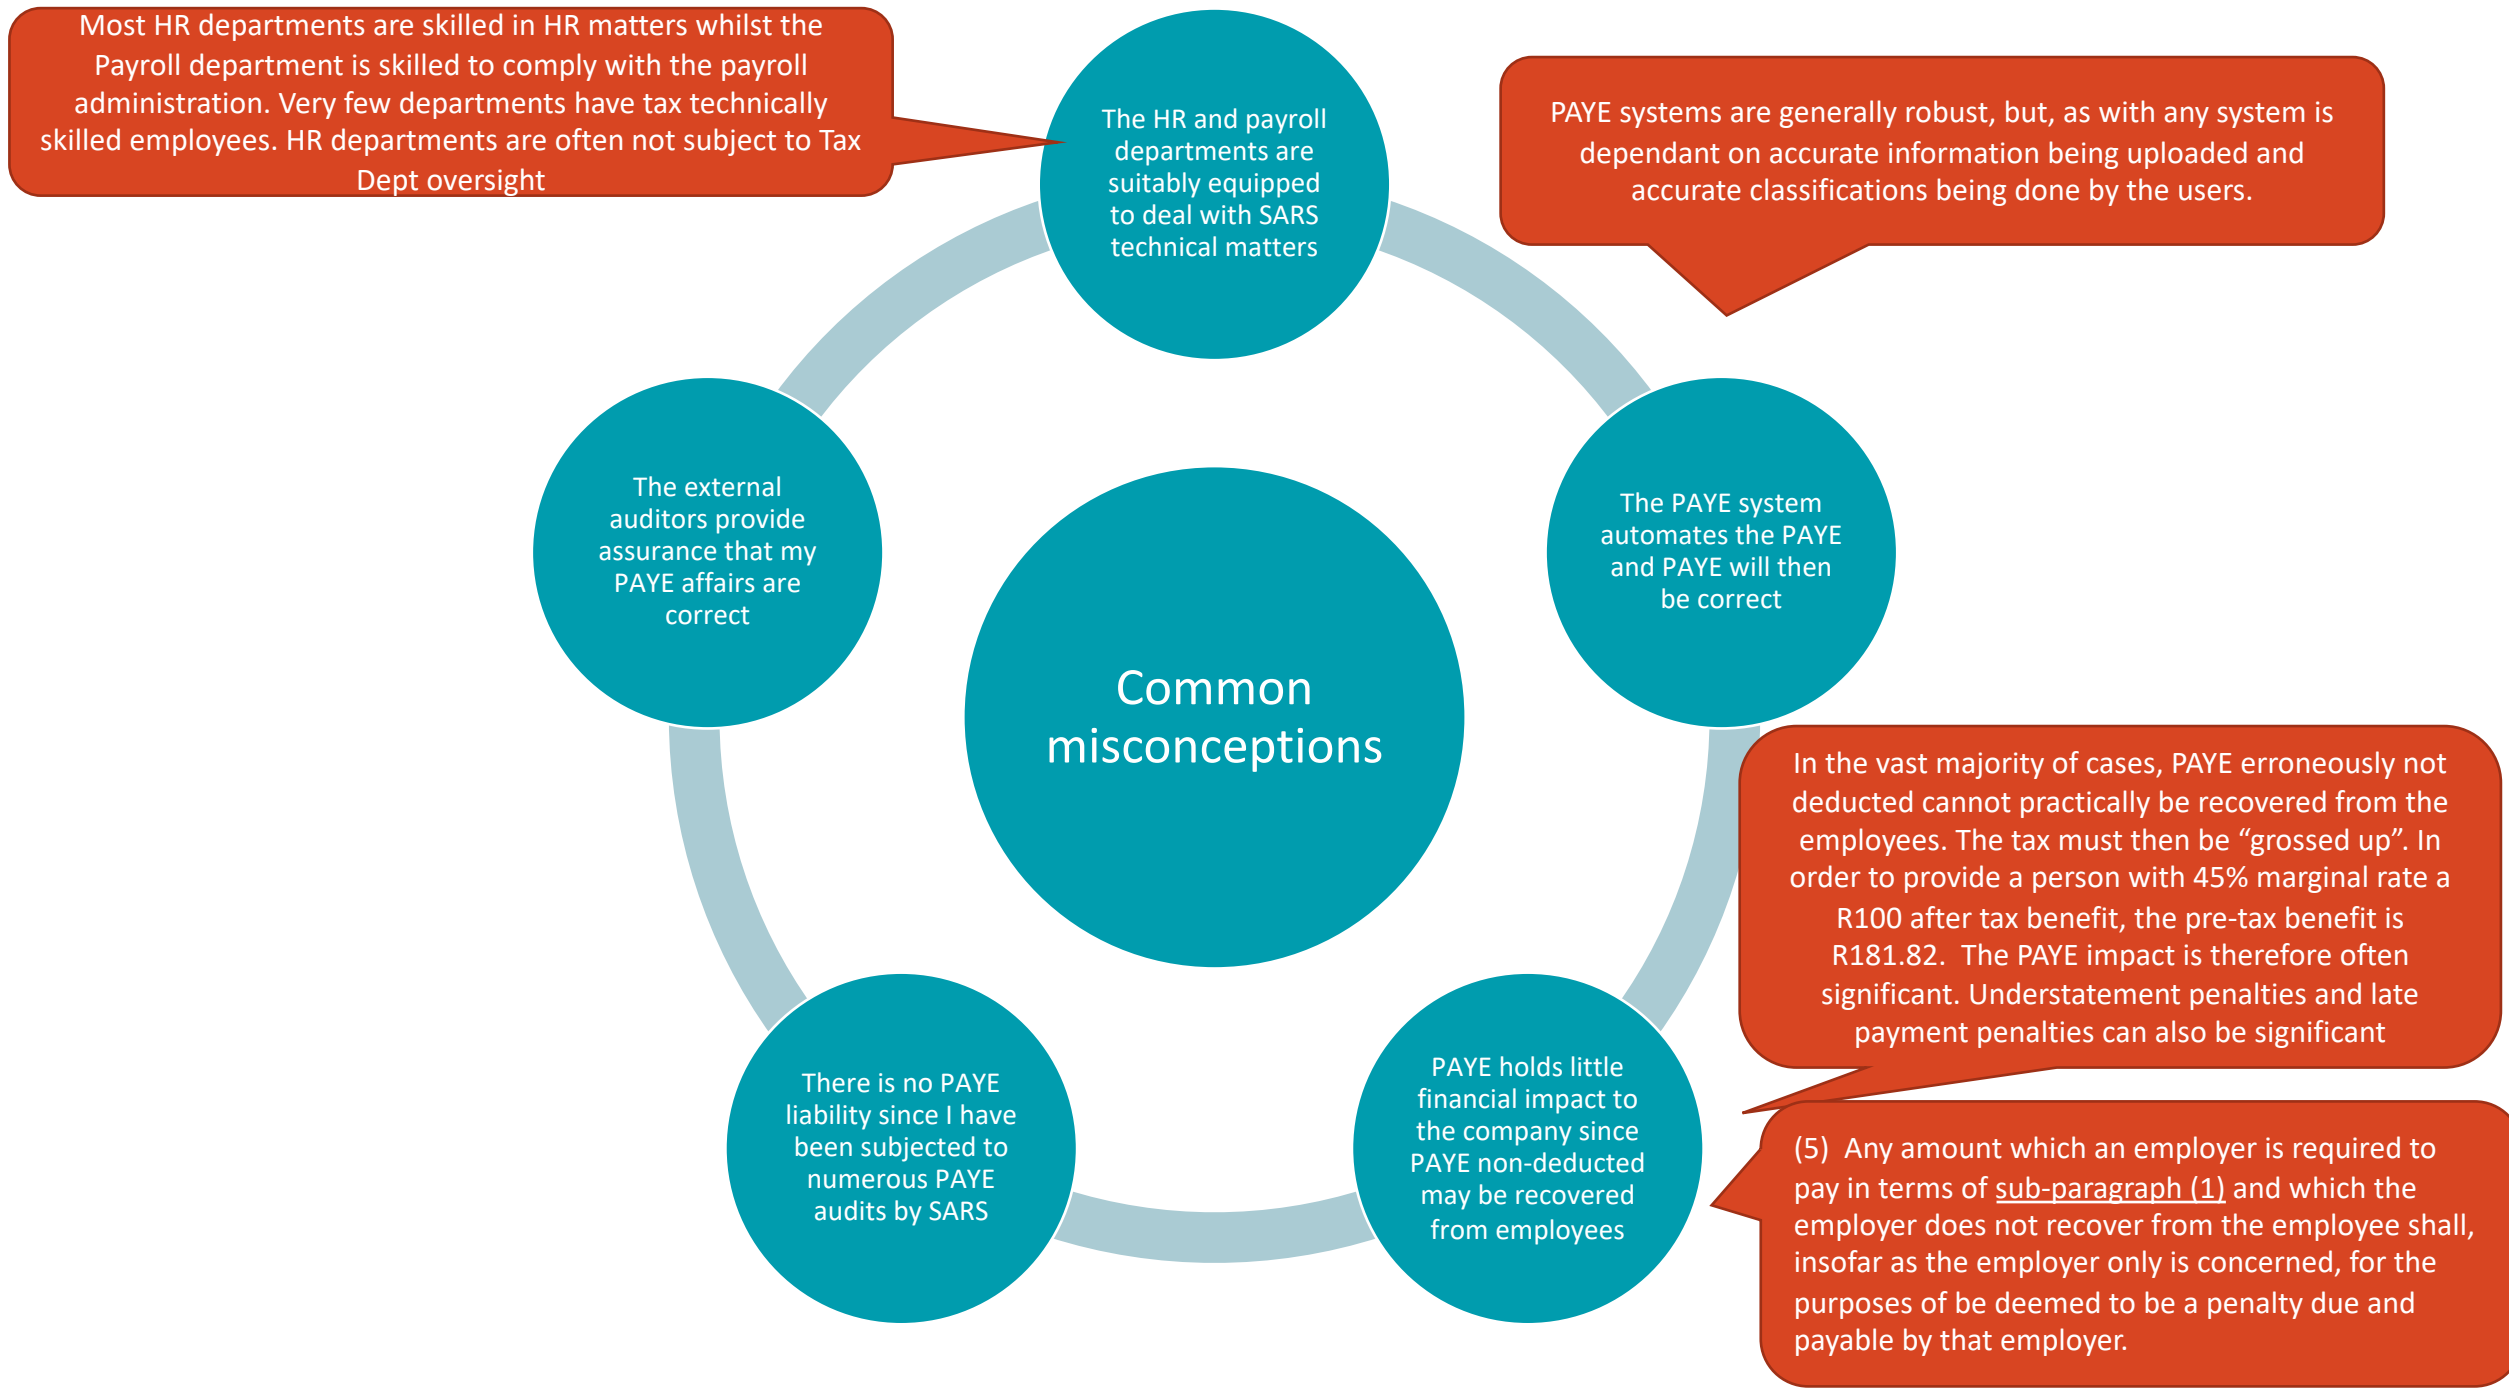 Most HR departments are skilled in HR matters whilst the
Payroll department is skilled to comply with the payroll
administration. Very few departments have tax technically
skilled employees. HR departments are often not subject to Tax
Dept oversight
The HR and payroll
departments are
suitably equipped
to deal with SARS
technical matters
PAYE systems are generally robust, but, as with any system is
dependant on accurate information being uploaded and
accurate classifications being done by the users.
The external
auditors provide
assurance that my
PAYE affairs are
correct
The PAYE system
automates the PAYE
and PAYE will then
be correct
Common
misconceptions
In the vast majority of cases, PAYE erroneously not
deducted cannot practically be recovered from the
employees. The tax must then be “grossed up”. In
order to provide a person with 45% marginal rate a
R100 after tax benefit, the pre-tax benefit is
R181.82.  The PAYE impact is therefore often
significant. Understatement penalties and late
payment penalties can also be significant
There is no PAYE
liability since I have
been subjected to
numerous PAYE
audits by SARS
PAYE holds little
financial impact to
the company since
PAYE non-deducted
may be recovered
from employees
(5)  Any amount which an employer is required to
pay in terms of sub-paragraph (1) and which the
employer does not recover from the employee shall,
insofar as the employer only is concerned, for the
purposes of be deemed to be a penalty due and
payable by that employer.